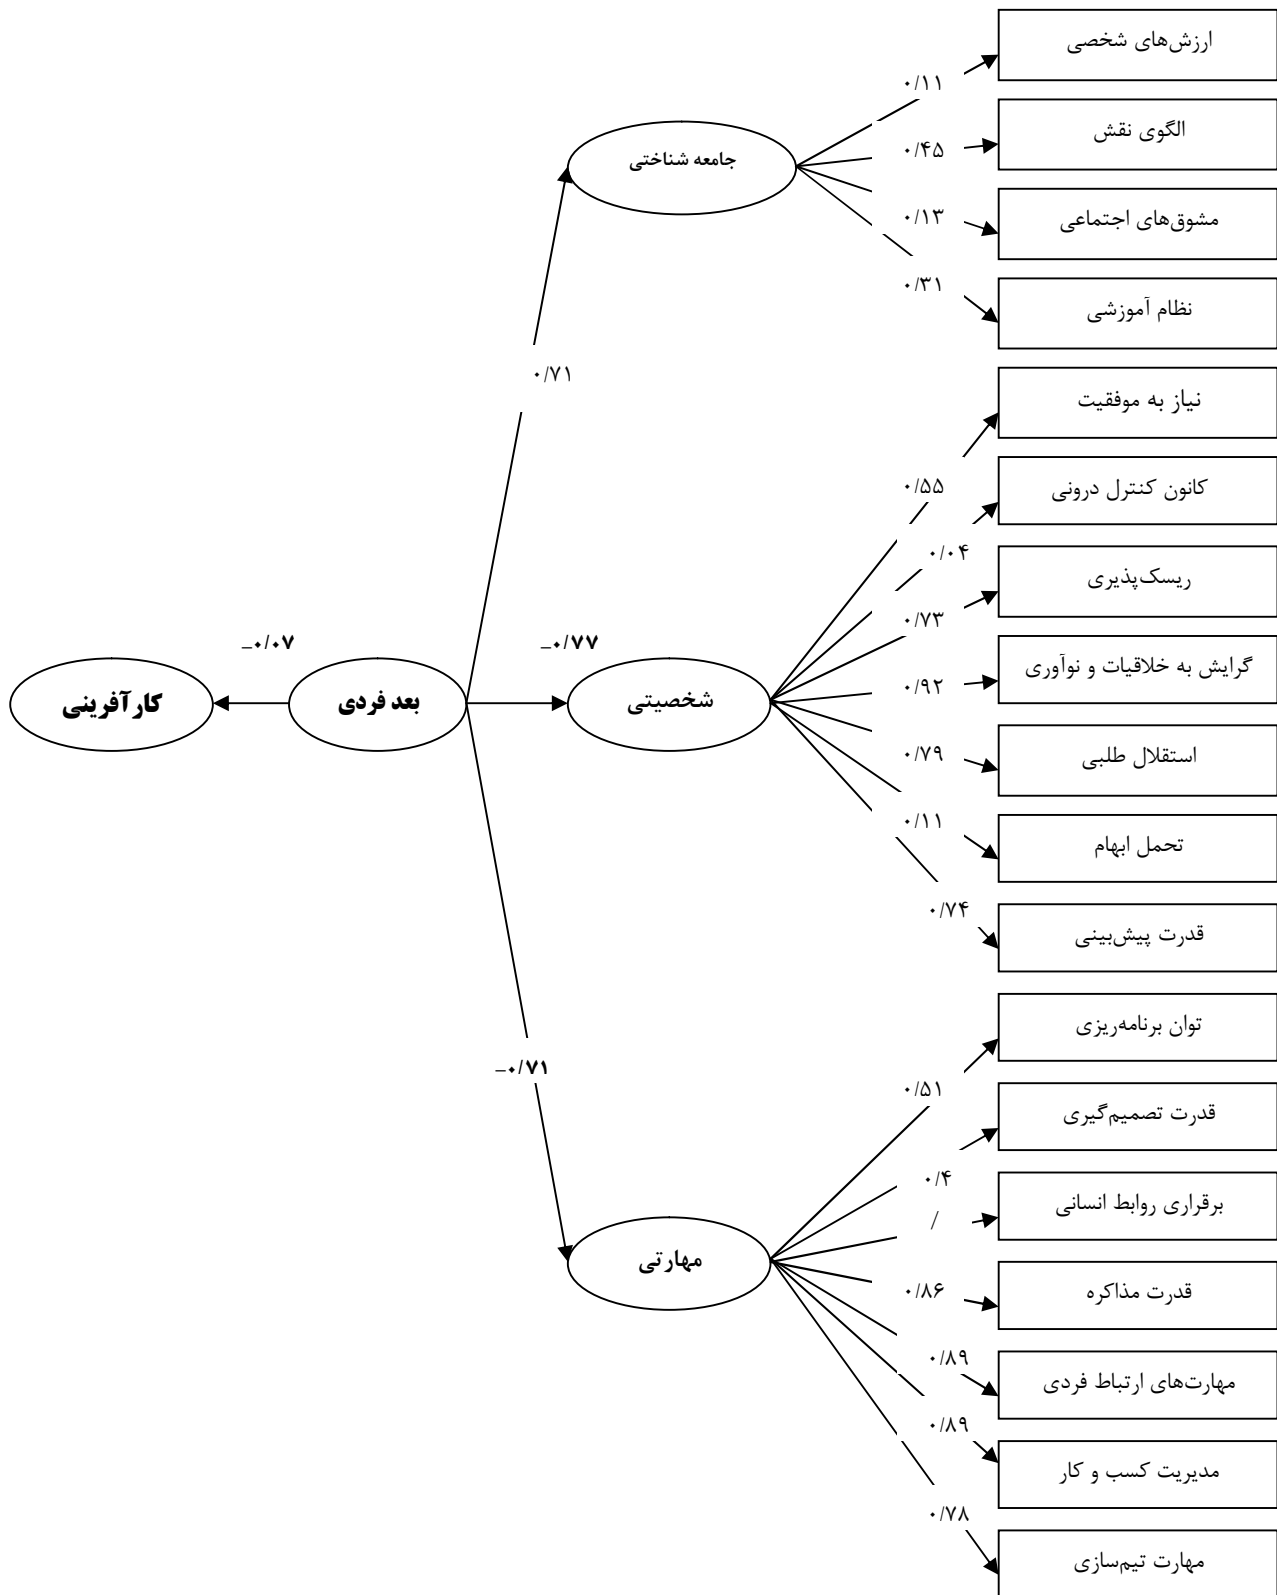 ارزش‌های شخصی
۰/۱۱
الگوی نقش
۰/۴۵
جامعه شناختی
مشوق‌های اجتماعی
۰/۱۳
نظام آموزشی
۰/۳۱
۰/۷۱
نیاز به موفقیت
۰/۵۵
کانون کنترل درونی
۰/۰۴
ریسک‌پذیری
۰/۷۳
گرایش به خلاقیات و نوآوری
۰/۹۲
–۰/۰۷
–۰/۷۷
کارآفرینی
بعد فردی
شخصیتی
استقلال طلبی
۰/۷۹
تحمل ابهام
۰/۱۱
قدرت پیش‌بینی
۰/۷۴
توان برنامه‌ریزی
–۰/۷۱
۰/۵۱
قدرت تصمیم‌گیری
۰/۴
برقراری روابط انسانی
/
مهارتی
قدرت مذاکره
۰/۸۶
مهارت‌های ارتباط فردی
۰/۸۹
مدیریت کسب و کار
۰/۸۹
مهارت تیم‌سازی
۰/۷۸